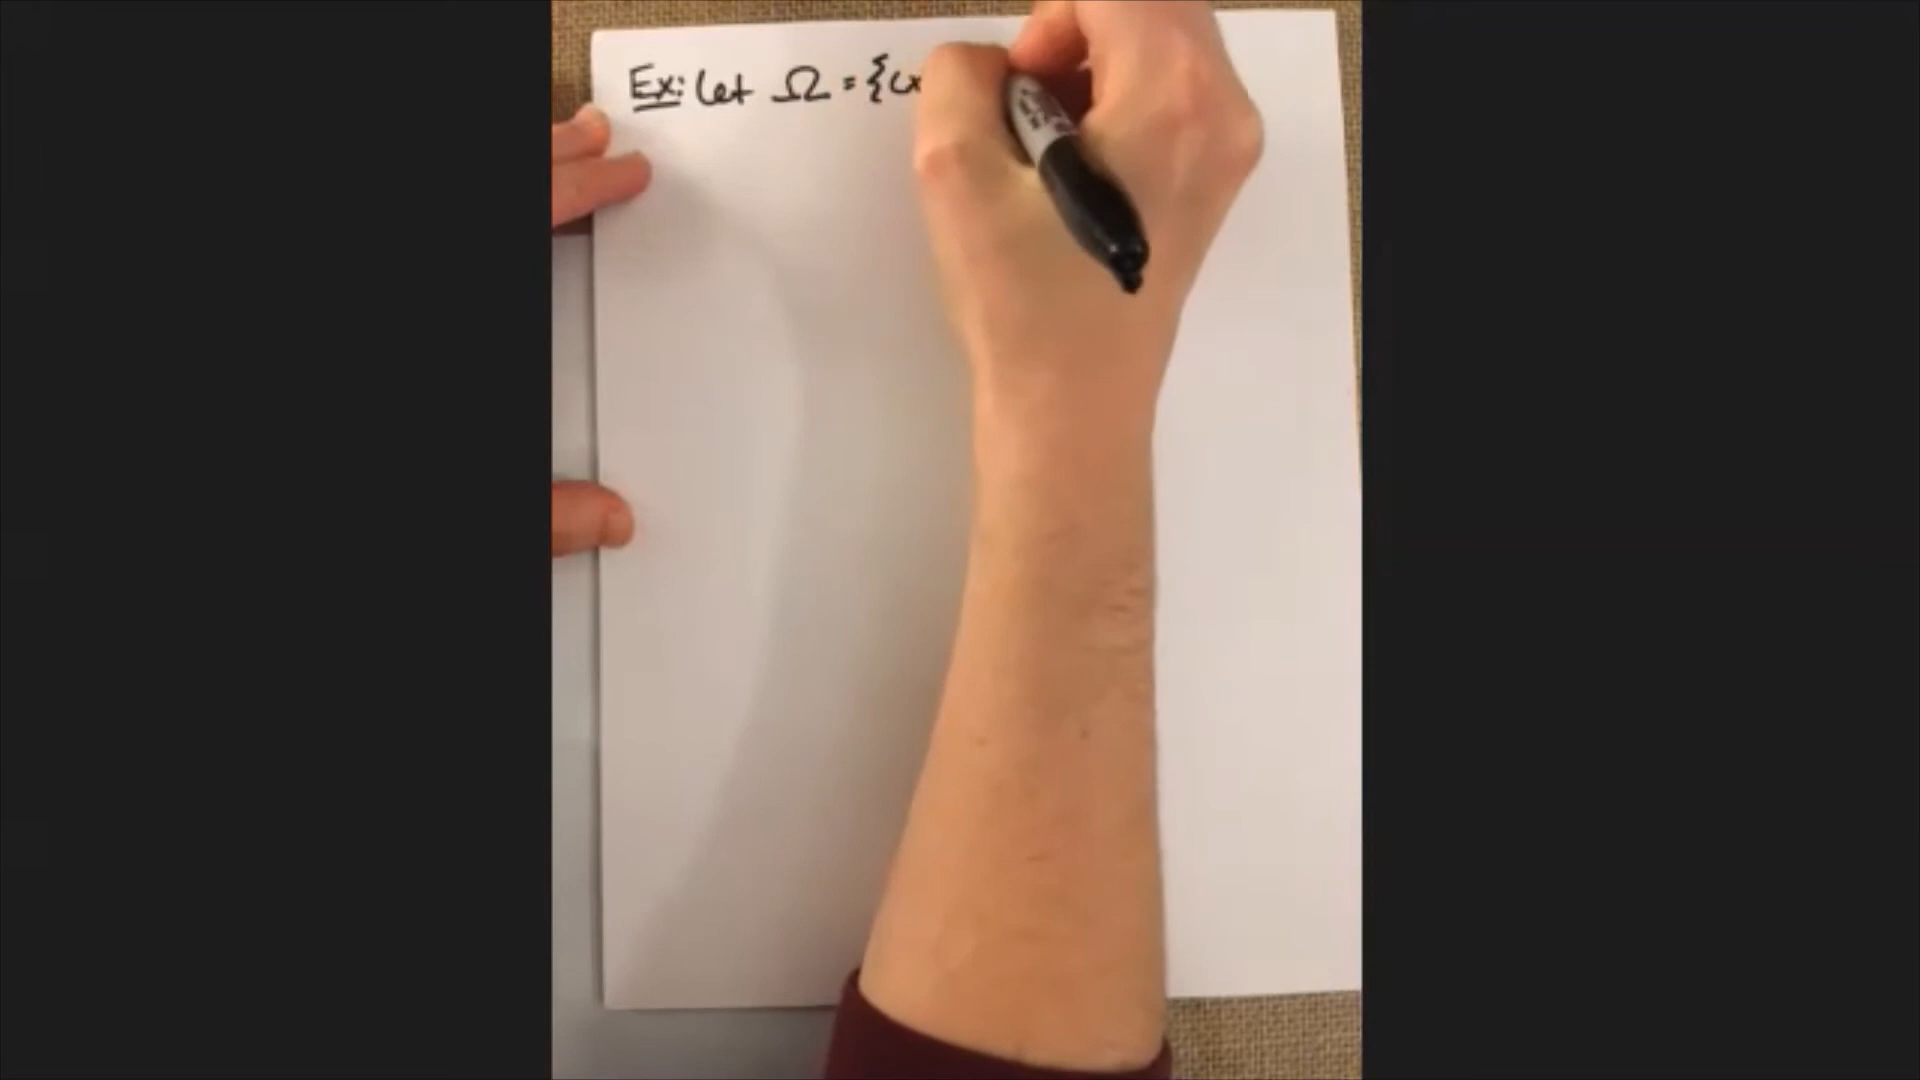 Ex: Let Ω = {(x